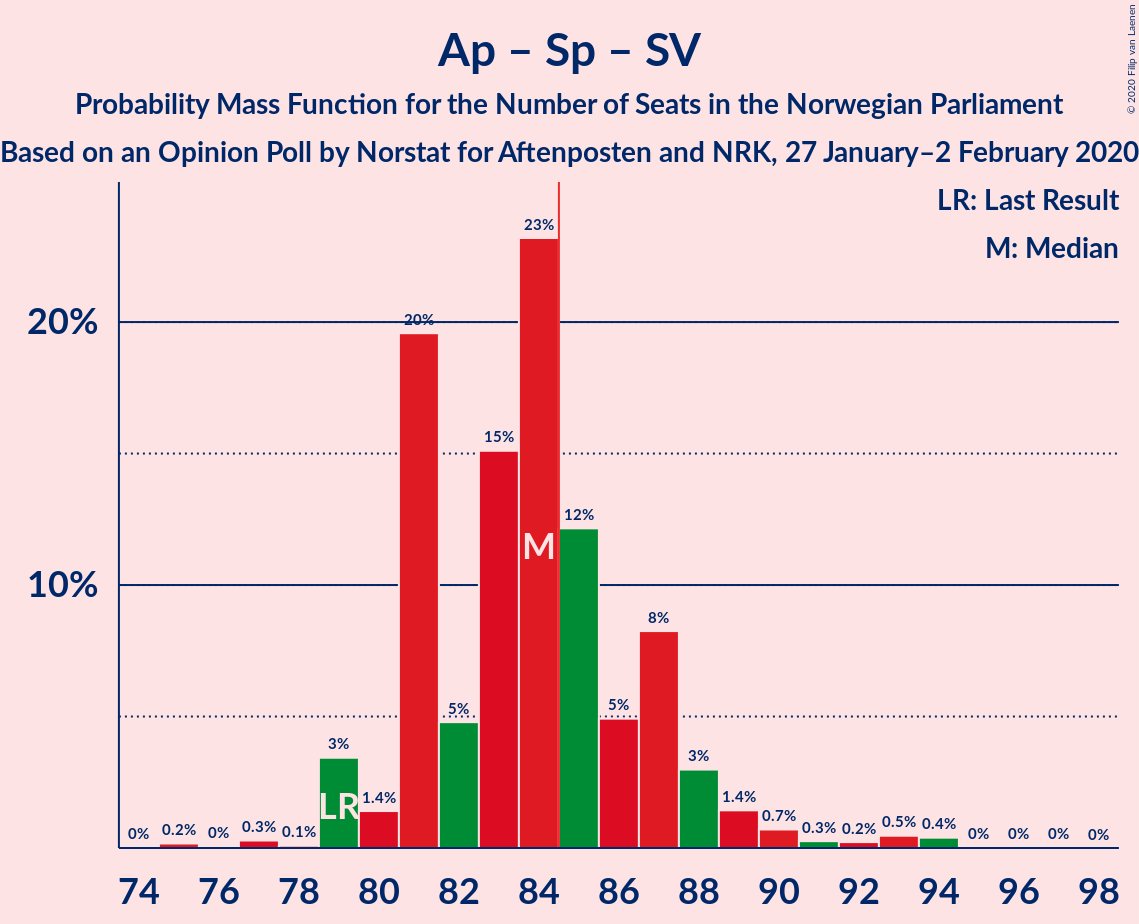 Ap – Sp – SV
Probability Mass Function for the Number of Seats in the Norwegian Parliament
Based on an Opinion Poll by Norstat for Aftenposten and NRK, 27 January–2 February 2020
© 2020 Filip van Laenen
LR: Last Result
M: Median
20%
10%
0% 0.2% 0% 0.3% 0.1% 3% 1.4% 20% 5% 15% 23% 12% 5% 8% 3% 1.4% 0.7% 0.3% 0.2% 0.5% 0.4% 0% 0% 0% 0%
LR
M
74 76 78 80 82 84 86 88 90 92 94 96 98